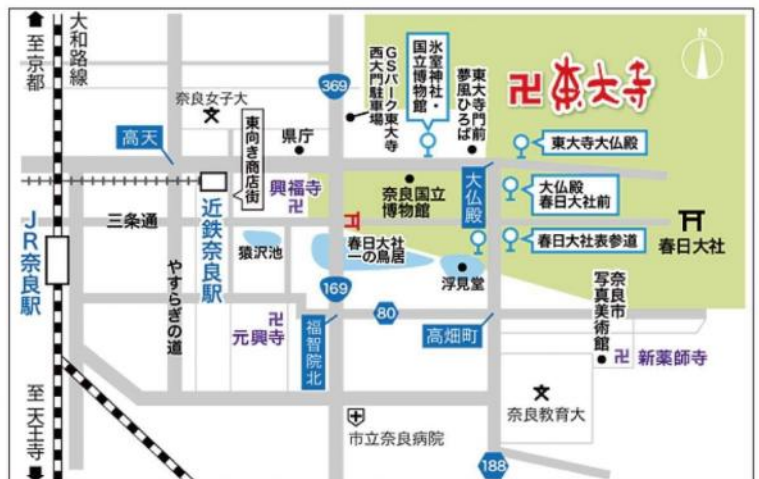 至京都
大和路線
奈良女子大
高天
東向き商店街
県庁
369
GSパーク東大寺
西大門駐車場
氷室神社・
国立博物館
東大寺門前
夢風ひろば
卍東大寺
N
東大寺大仏殿
大仏殿
春日大社前
春日大社表参道
大仏殿
奈良国立
博物館
興福寺
卍
近鉄奈良駅
三条通
JR奈良駅
やすらぎの道
猿沢池
春日大社
一の鳥居
浮見堂
春日大社
169
80
福智院北
高畑町
卍
元興寺
奈良市
写真美術館
卍 新薬師寺
文
奈良教育大
市立奈良病院
188
至天王寺
文